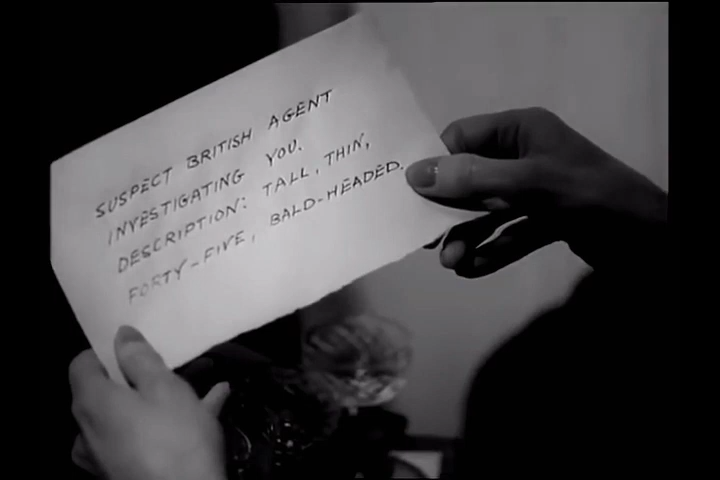 SUSPECT BRITISH AGENT
INVESTIGATING YOU.
DESCRIPTION: TALL, THIN,
FORTY-FIVE, BALD-HEADED.